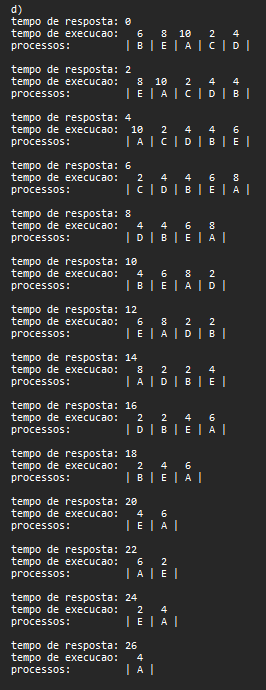 d)
tempo de resposta: 0
tempo de execucao: 6 8 10 2 4
processos: | B | E | A | C | D |
tempo de resposta: 2
tempo de execucao: 8 10 2 4 4
processos: | E | A | C | D | B |
tempo de resposta: 4
tempo de execucao: 10 2 4 4 6
processos: | A | C | D | B | E |
tempo de resposta: 6
tempo de execucao: 2 4 4 6 8
processos: | C | D | B | E | A |
tempo de resposta: 8
tempo de execucao: 4 4 6 8
processos: | D | B | E | A |
tempo de resposta: 10
tempo de execucao: 4 6 8 2
processos: | B | E | A | D |
tempo de resposta: 12
tempo de execucao: 6 8 2 2
processos: | E | A | D | B |
tempo de resposta: 14
tempo de execucao: 8 2 2 4
processos: | A | D | B | E |
tempo de resposta: 16
tempo de execucao: 2 2 4 6
processos: | D | B | E | A |
tempo de resposta: 18
tempo de execucao: 2 4 6
processos: | B | E | A |
tempo de resposta: 20
tempo de execucao: 4 6
processos: | E | A |
tempo de resposta: 22
tempo de execucao: 6 2
processos: | A | E |
tempo de resposta: 24
tempo de execucao: 2 4
processos: | E | A |
tempo de resposta: 26
tempo de execucao: 4
processos: | A |